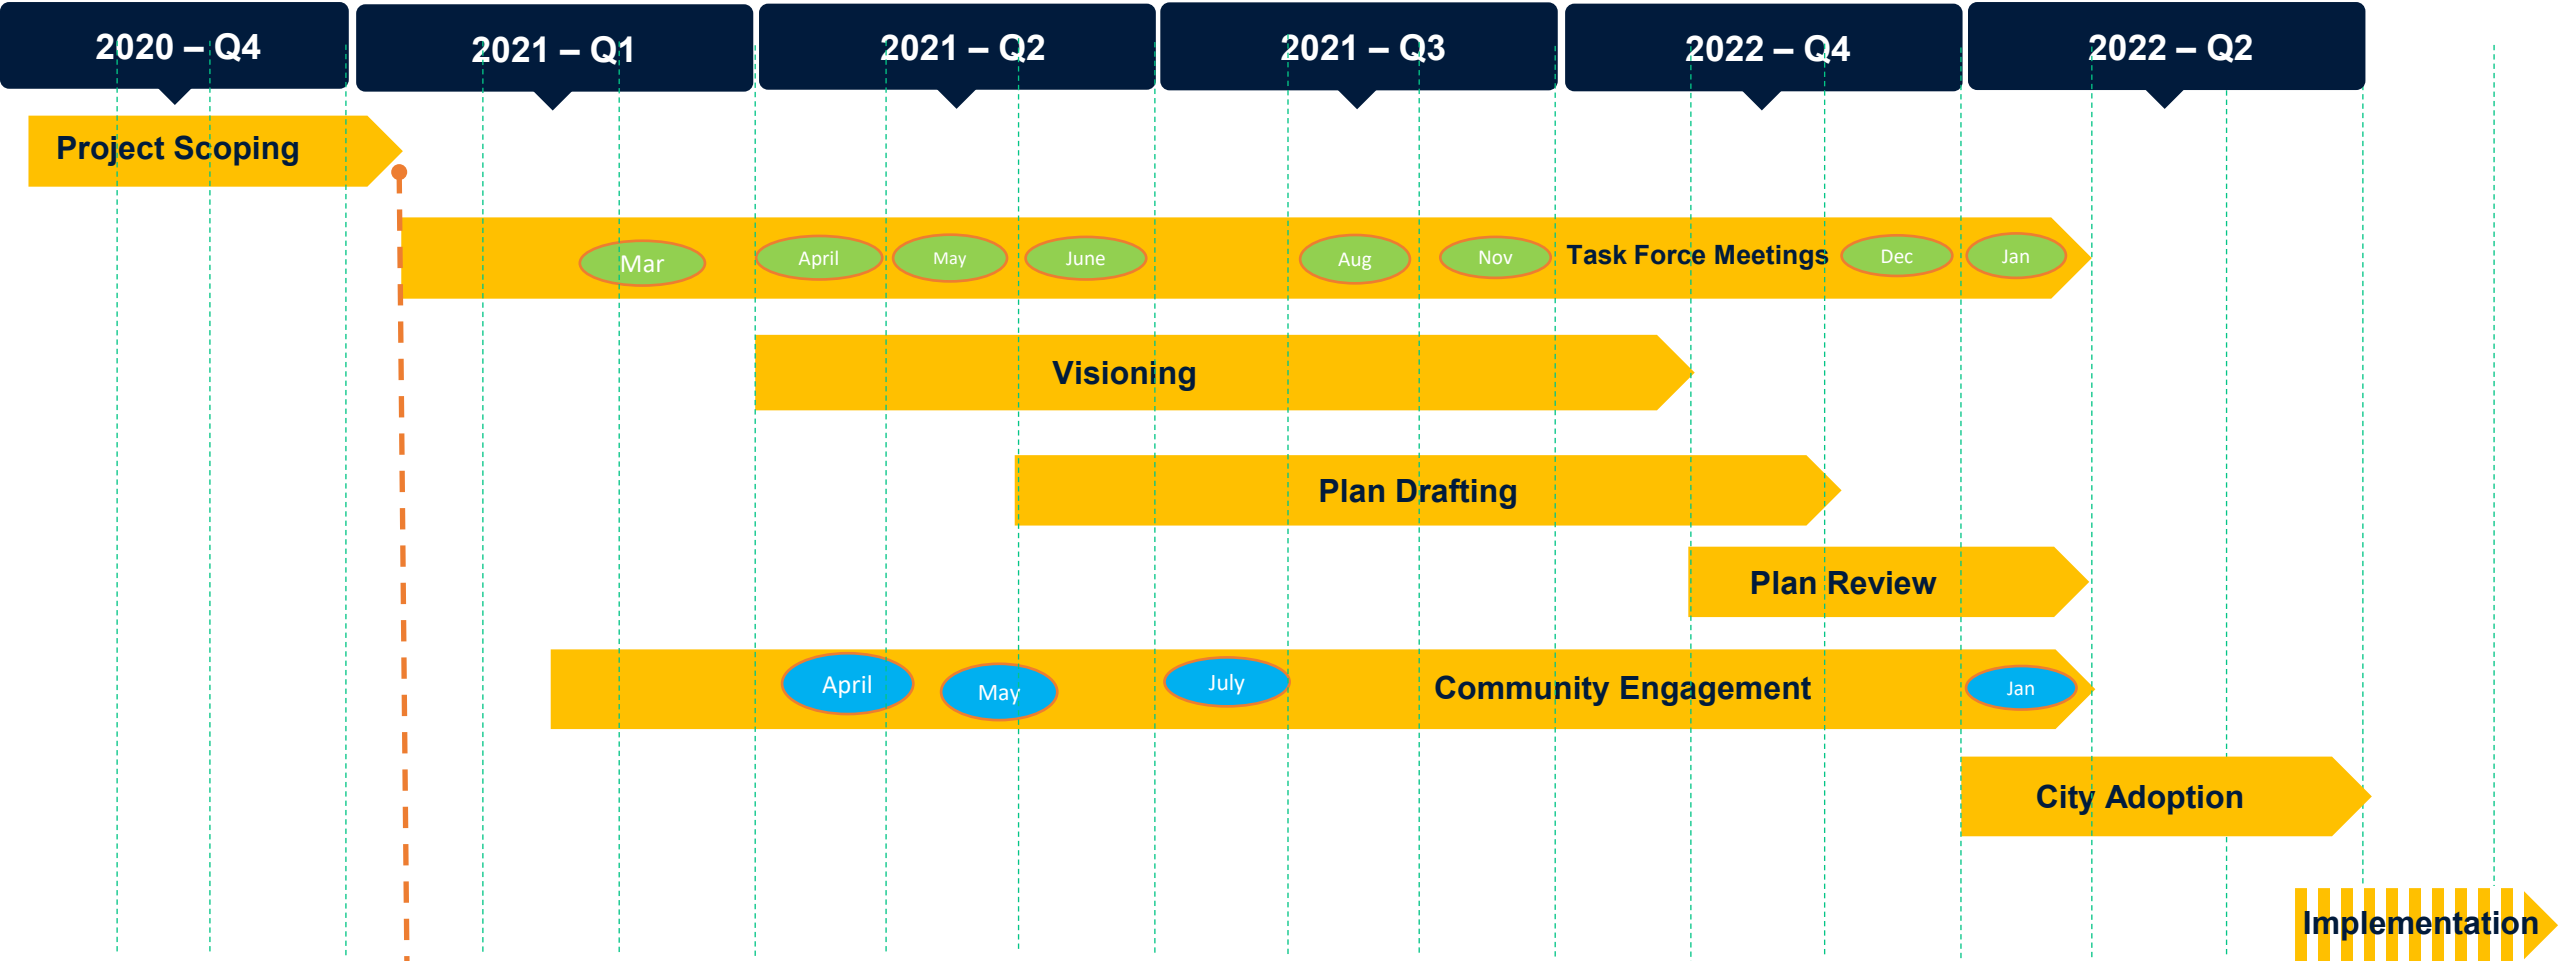 2020 – Q4
2021 – Q1
2021 – Q2
2021 – Q3
2022 – Q4
2022 – Q2
Project Scoping
Mar
April
May
June
Aug
Nov
Task Force Meetings
Dec
Jan
Visioning
Plan Drafting
Plan Review
April
May
July
Community Engagement
Jan
City Adoption
Implementation